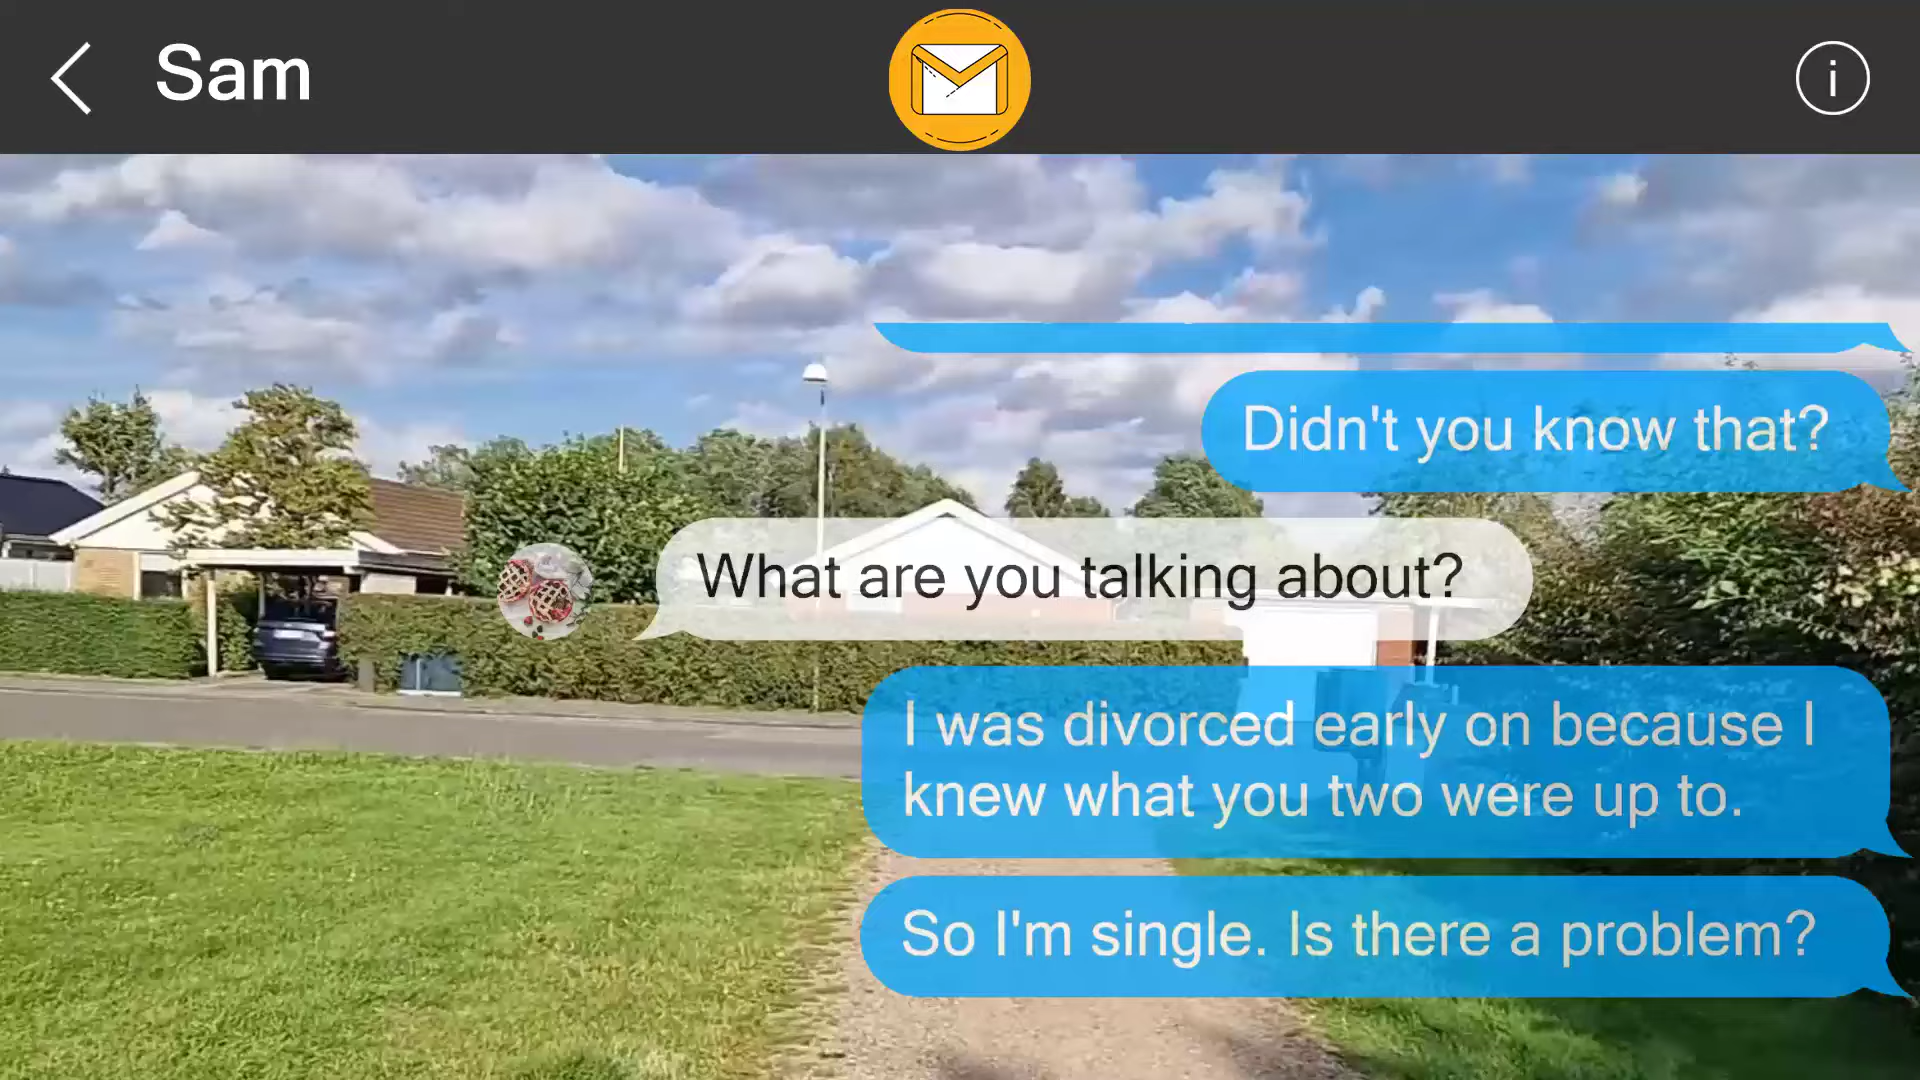 Sam
i
Didn't you know that?
What are you talking about?
I was divorced early on because I
knew what you two were up to.
So I'm single. Is there a problem?